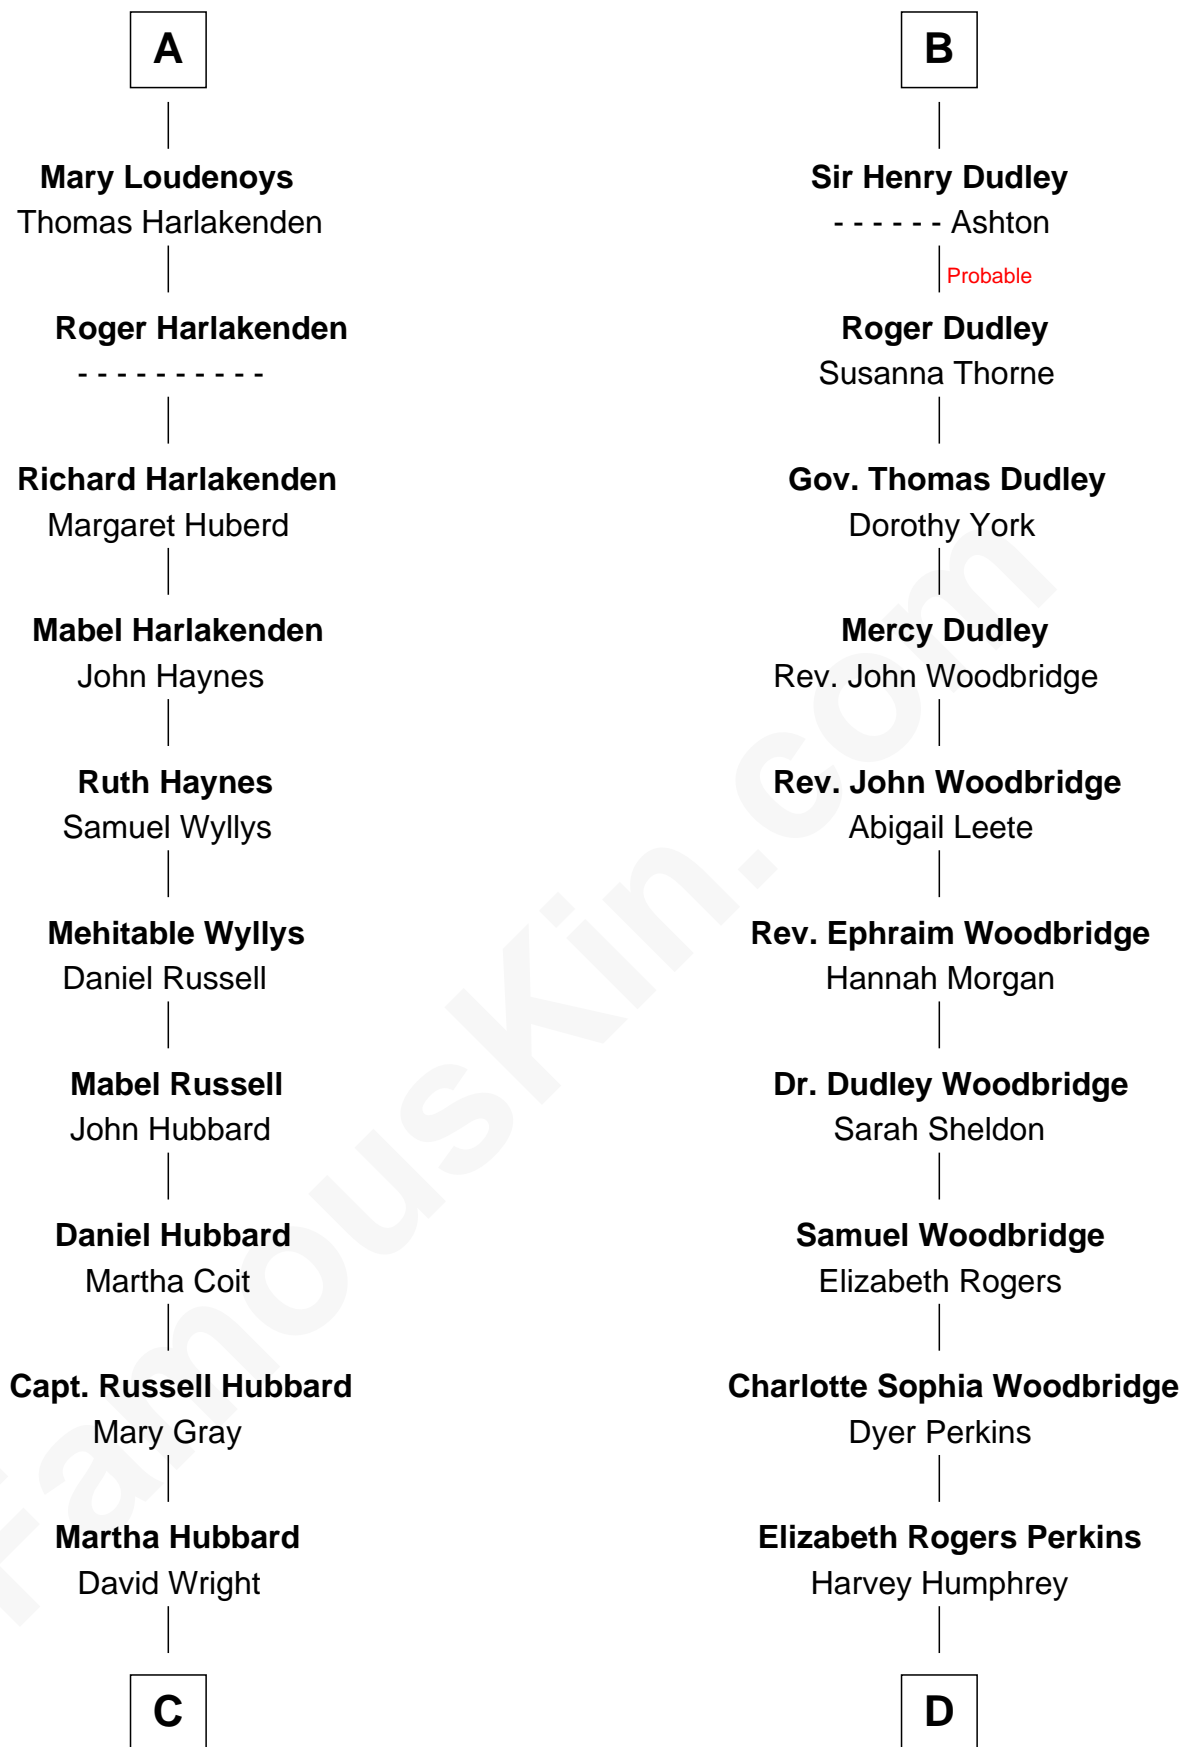 A
Mary Loudenoys
Thomas Harlakenden
Roger Harlakenden
- - - - - - - - - -
Richard Harlakenden
Margaret Huberd
Mabel Harlakenden
John Haynes
Ruth Haynes
Samuel Wyllys
Mehitable Wyllys
Daniel Russell
Mabel Russell
John Hubbard
Daniel Hubbard
Martha Coit
Capt. Russell Hubbard
Mary Gray
Martha Hubbard
David Wright
C
B
Sir Henry Dudley
- - - - - - Ashton
Probable
Roger Dudley
Susanna Thorne
Gov. Thomas Dudley
Dorothy York
Mercy Dudley
Rev. John Woodbridge
Rev. John Woodbridge
Abigail Leete
Rev. Ephraim Woodbridge
Hannah Morgan
Dr. Dudley Woodbridge
Sarah Sheldon
Samuel Woodbridge
Elizabeth Rogers
Charlotte Sophia Woodbridge
Dyer Perkins
Elizabeth Rogers Perkins
Harvey Humphrey
D
FamousKin.com